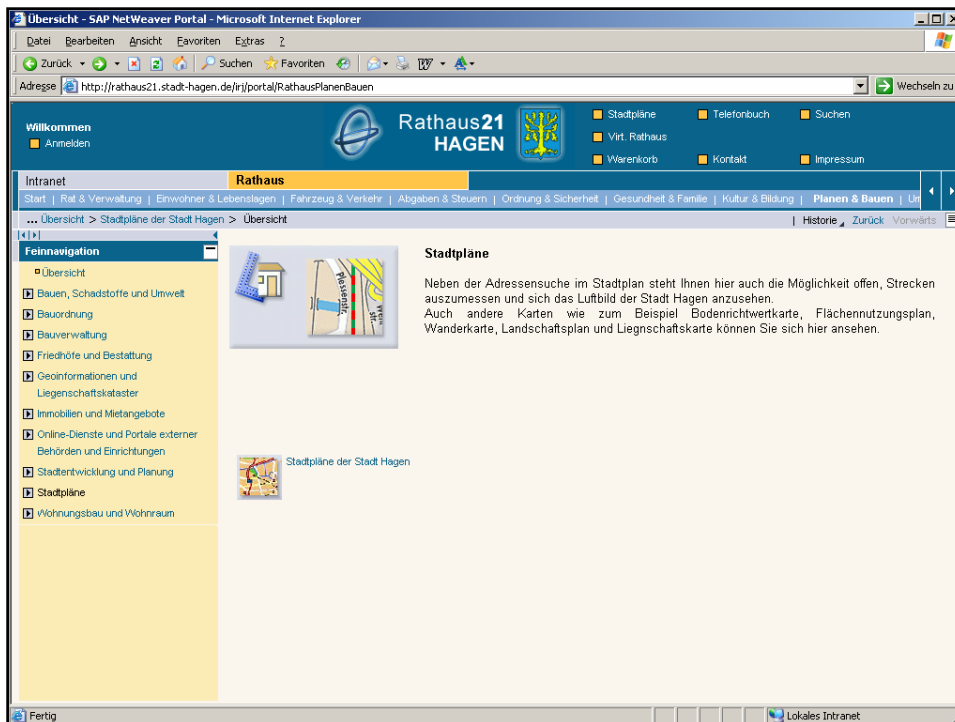 Übersicht - SAP NetWeaver Portal - Microsoft Internet Explorer
Datei Bearbeiten Ansicht Favoriten Extras ?
Zurück Suchen Favoriten
Adresse http://rathaus21.stadt-hagen.de/irj/portal/RathausPlanenBauen Wechseln zu
Willkommen
Anmelden
Rathaus21
HAGEN
Stadtpläne Telefonbuch Suchen
Virt. Rathaus
Warenkorb Kontakt Impressum
Intranet Rathaus
Start | Rat & Verwaltung | Einwohner & Lebenslagen | Fahrzeug & Verkehr | Abgaben & Steuern | Ordnung & Sicherheit | Gesundheit & Familie | Kultur & Bildung | Planen & Bauen |
... Übersicht > Stadtpläne der Stadt Hagen > Übersicht | Historie Zurück Vorwärts
Feinnavigation
Übersicht
Bauen, Schadstoffe und Umwelt
Bauordnung
Bauverwaltung
Friedhöfe und Bestattung
Geoinformationen und
Liegenschaftskataster
Immobilien und Mietangebote
Online-Dienste und Portale externer
Behörden und Einrichtungen
Stadtentwicklung und Planung
Stadtpläne
Wohnungsbau und Wohnraum
Plessenstr.
str.
Stadtpläne
Neben der Adressensuche im Stadtplan steht Ihnen hier auch die Möglichkeit offen, Strecken
auszumessen und sich das Luftbild der Stadt Hagen anzusehen.
Auch andere Karten wie zum Beispiel Bodenrichtwertkarte, Flächennutzungsplan,
Wanderkarte, Landschaftsplan und Liegnschaftskarte können Sie sich hier ansehen.
Stadtpläne der Stadt Hagen
Fertig Lokales Intranet